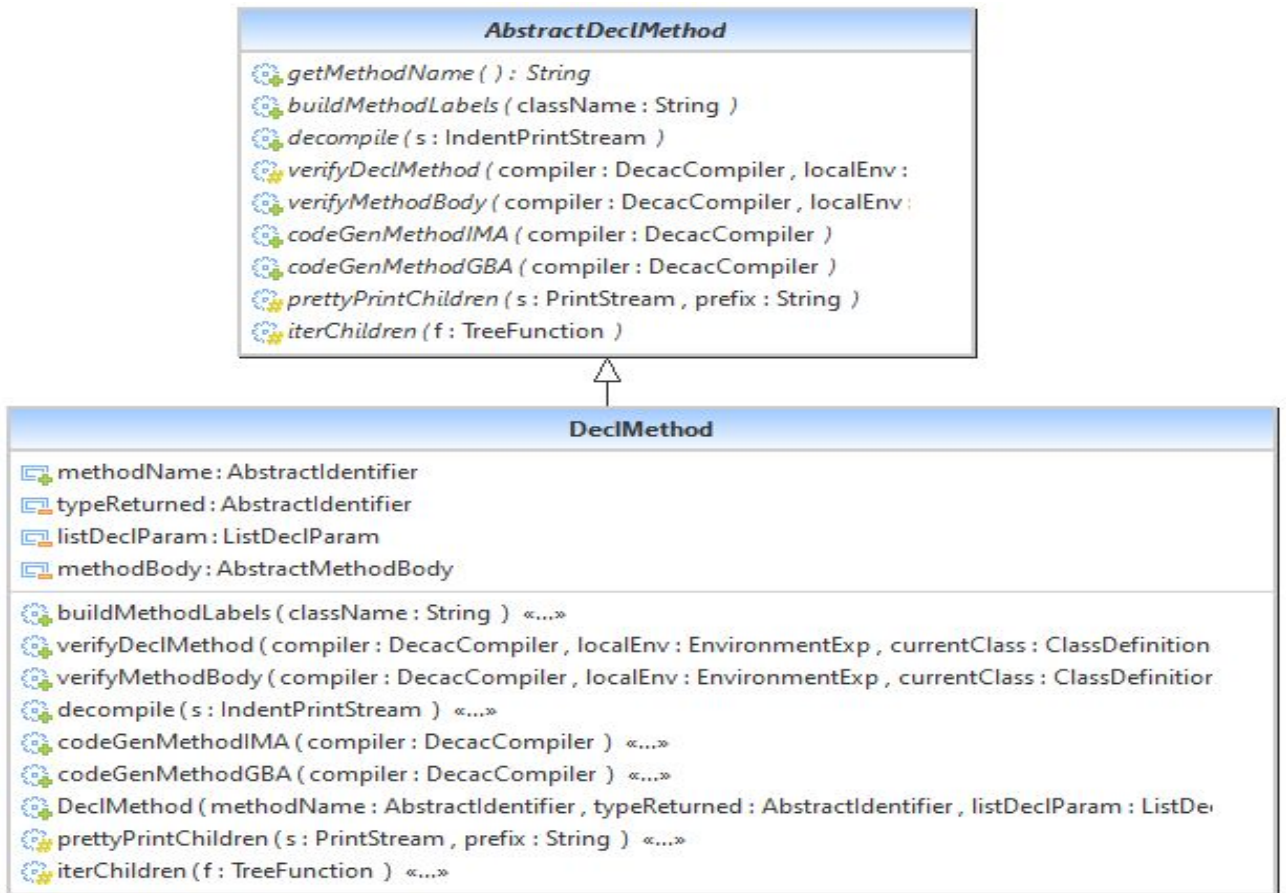 AbstractDeclMethod
getMethodName ( ) : String
buildMethodLabels ( className : String )
decompile ( s : IndentPrintStream )
verifyDeclMethod ( compiler : DecacCompiler , localEnv :
verifyMethodBody ( compiler : DecacCompiler , localEnv :
codeGenMethodIMA ( compiler : DecacCompiler )
codeGenMethodGBA ( compiler : DecacCompiler )
prettyPrintChildren ( s : PrintStream , prefix : String )
iterChildren ( f : TreeFunction )
DeclMethod
methodName : AbstractIdentifier
typeReturned : AbstractIdentifier
listDeclParam : ListDeclParam
methodBody : AbstractMethodBody
buildMethodLabels ( className : String ) «...»
verifyDeclMethod ( compiler : DecacCompiler , localEnv : EnvironmentExp , currentClass : ClassDefinition
verifyMethodBody ( compiler : DecacCompiler , localEnv : EnvironmentExp , currentClass : ClassDefinition
decompile ( s : IndentPrintStream ) «...»
codeGenMethodIMA ( compiler : DecacCompiler ) «...»
codeGenMethodGBA ( compiler : DecacCompiler ) «...»
DeclMethod ( methodName : AbstractIdentifier , typeReturned : AbstractIdentifier , listDeclParam : ListDe
prettyPrintChildren ( s : PrintStream , prefix : String ) «...»
iterChildren ( f : TreeFunction ) «...»